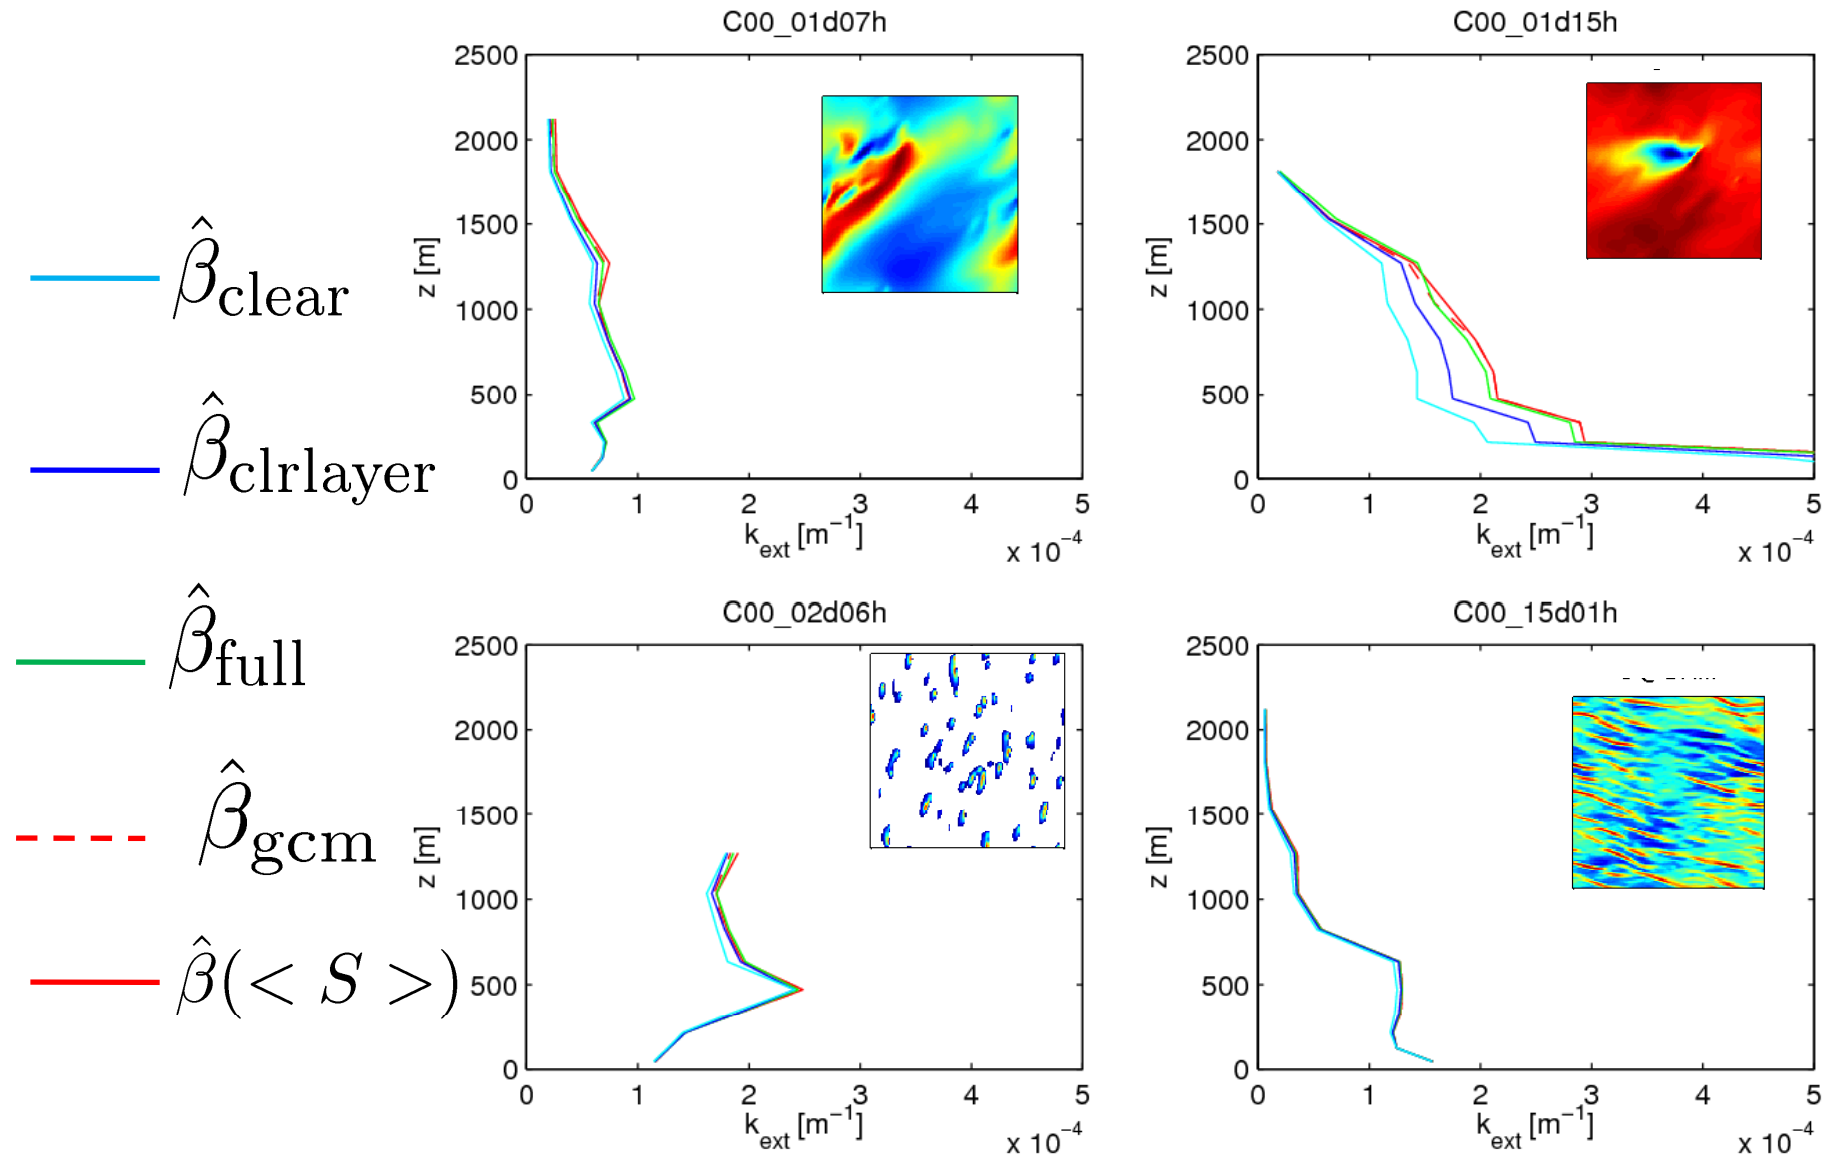 β̂clear
β̂clrlayer
β̂full
β̂gcm
β̂(< S >)
C00_01d07h
2500
2000
1500
1000
500
0
z [m]
0 1 2 3 4 5
kext [m−1]
x 10−4
C00_01d15h
2500
2000
1500
1000
500
0
z [m]
0 1 2 3 4 5
kext [m−1]
x 10−4
C00_02d06h
2500
2000
1500
1000
500
0
z [m]
0 1 2 3 4 5
kext [m−1]
x 10−4
C00_15d01h
2500
2000
1500
1000
500
0
z [m]
0 1 2 3 4 5
kext [m−1]
x 10−4